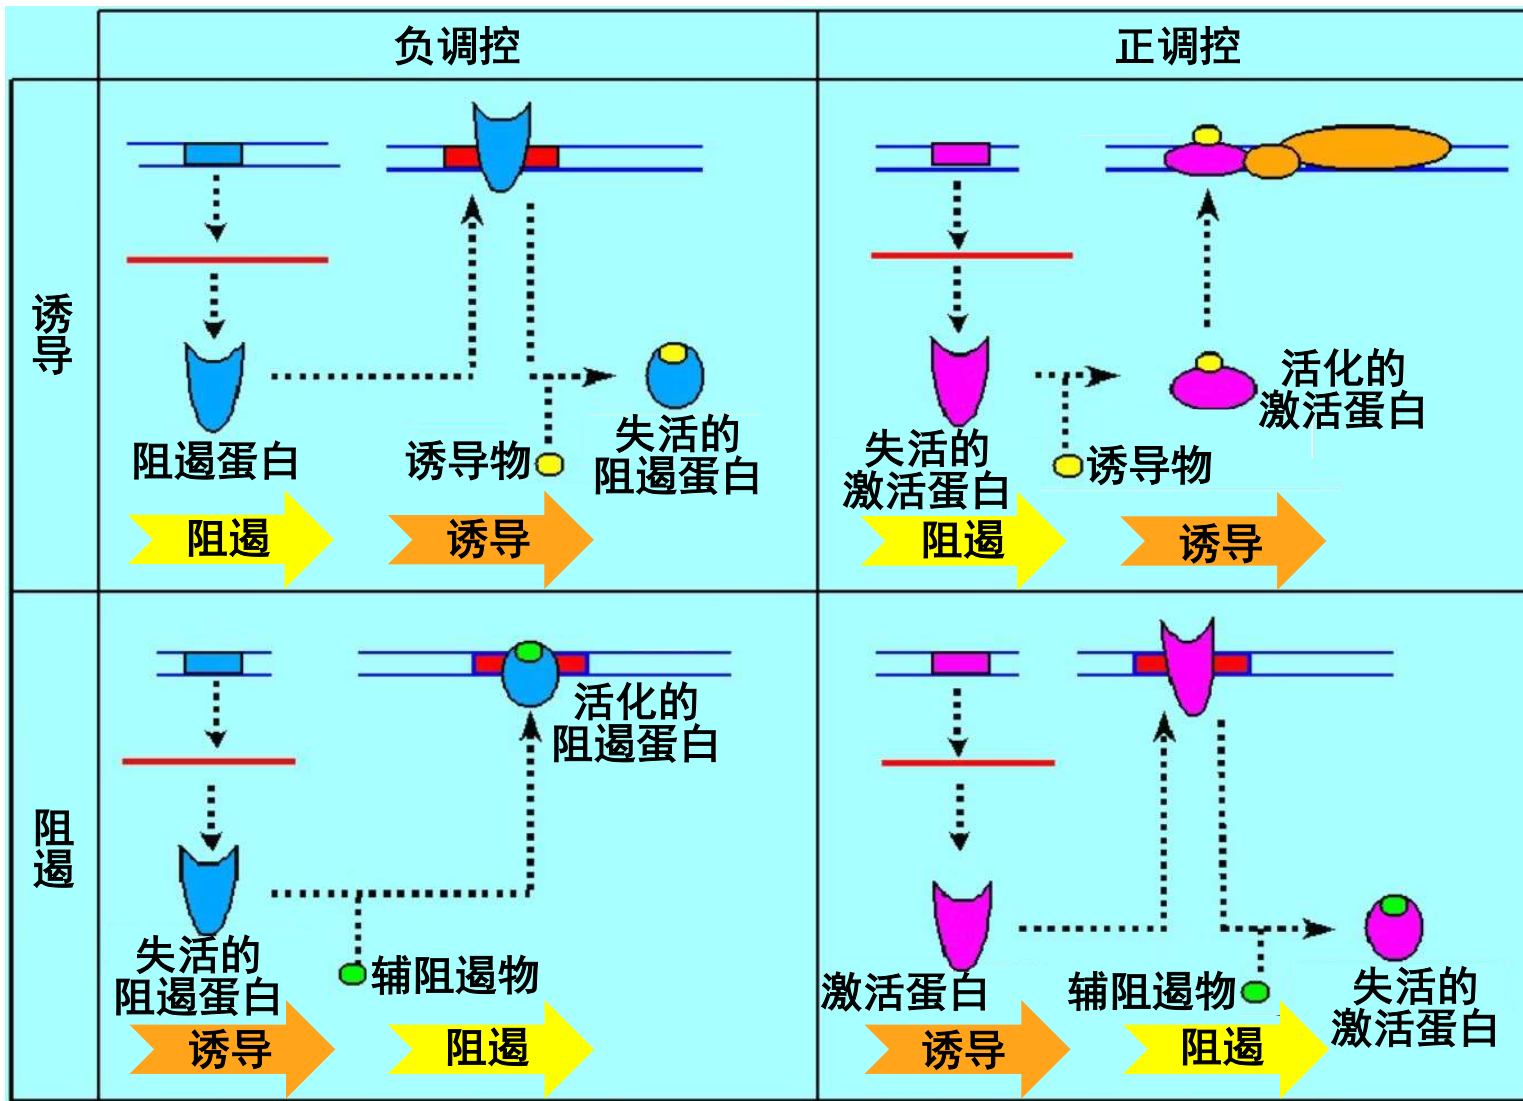 负调控
正调控
诱
导
阻遏蛋白
诱导物
失活的
阻遏蛋白
阻遏
诱导
失活的
激活蛋白
诱导物
活化的
激活蛋白
阻遏
诱导
阻
遏
活化的
阻遏蛋白
失活的
阻遏蛋白
辅阻遏物
诱导
阻遏
激活蛋白
辅阻遏物
失活的
激活蛋白
诱导
阻遏